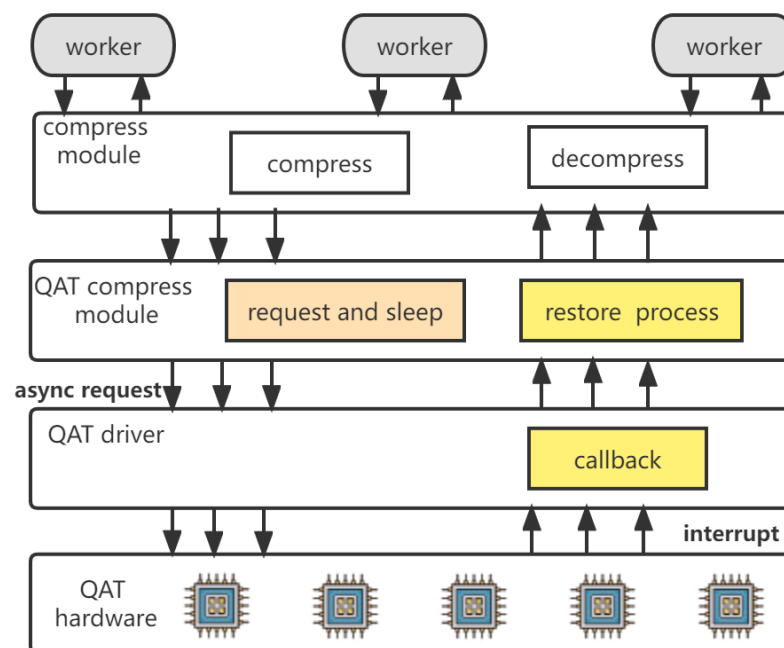 worker
worker
worker
compress
module
compress
decompress
QAT compress
module
request and sleep
restore process
async request
QAT driver
callback
interrupt
QAT
hardware